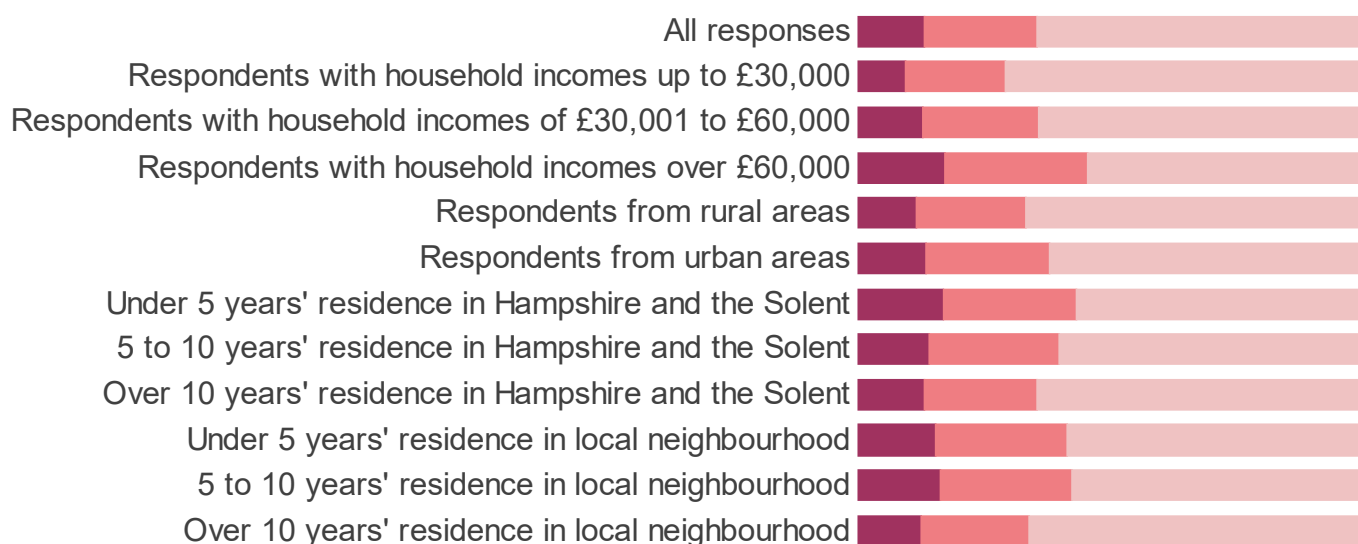 All responses
Respondents with household incomes up to £30,000
Respondents with household incomes of £30,001 to £60,000
Respondents with household incomes over £60,000
Respondents from rural areas
Respondents from urban areas
Under 5 years' residence in Hampshire and the Solent
5 to 10 years' residence in Hampshire and the Solent
Over 10 years' residence in Hampshire and the Solent
Under 5 years' residence in local neighbourhood
5 to 10 years' residence in local neighbourhood
Over 10 years' residence in local neighbourhood